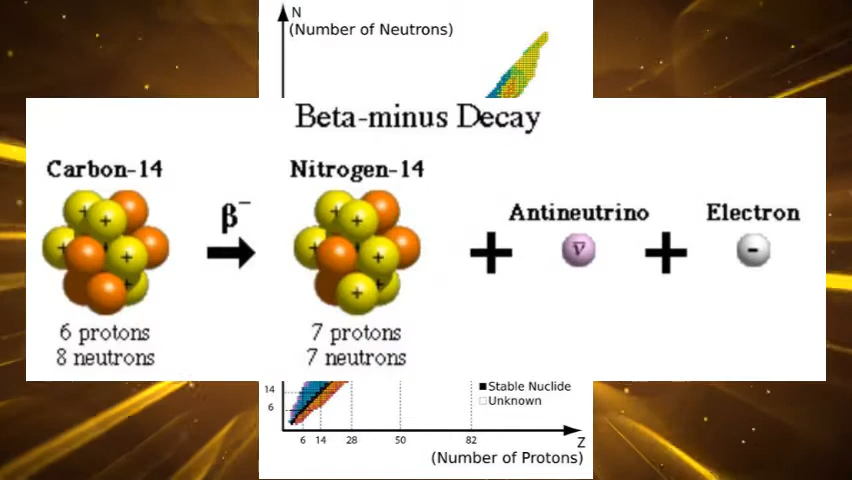 N
(Number of Neutrons)
Beta-minus Decay
Carbon-14
Nitrogen-14
β⁻
Antineutrino
Electron
+ + + + +
+ + + + + +
+
ν̅
+
-
6 protons
8 neutrons
7 protons
7 neutrons
14
6
Stable Nuclide
Unknown
6 14 28 50 82
Z
(Number of Protons)